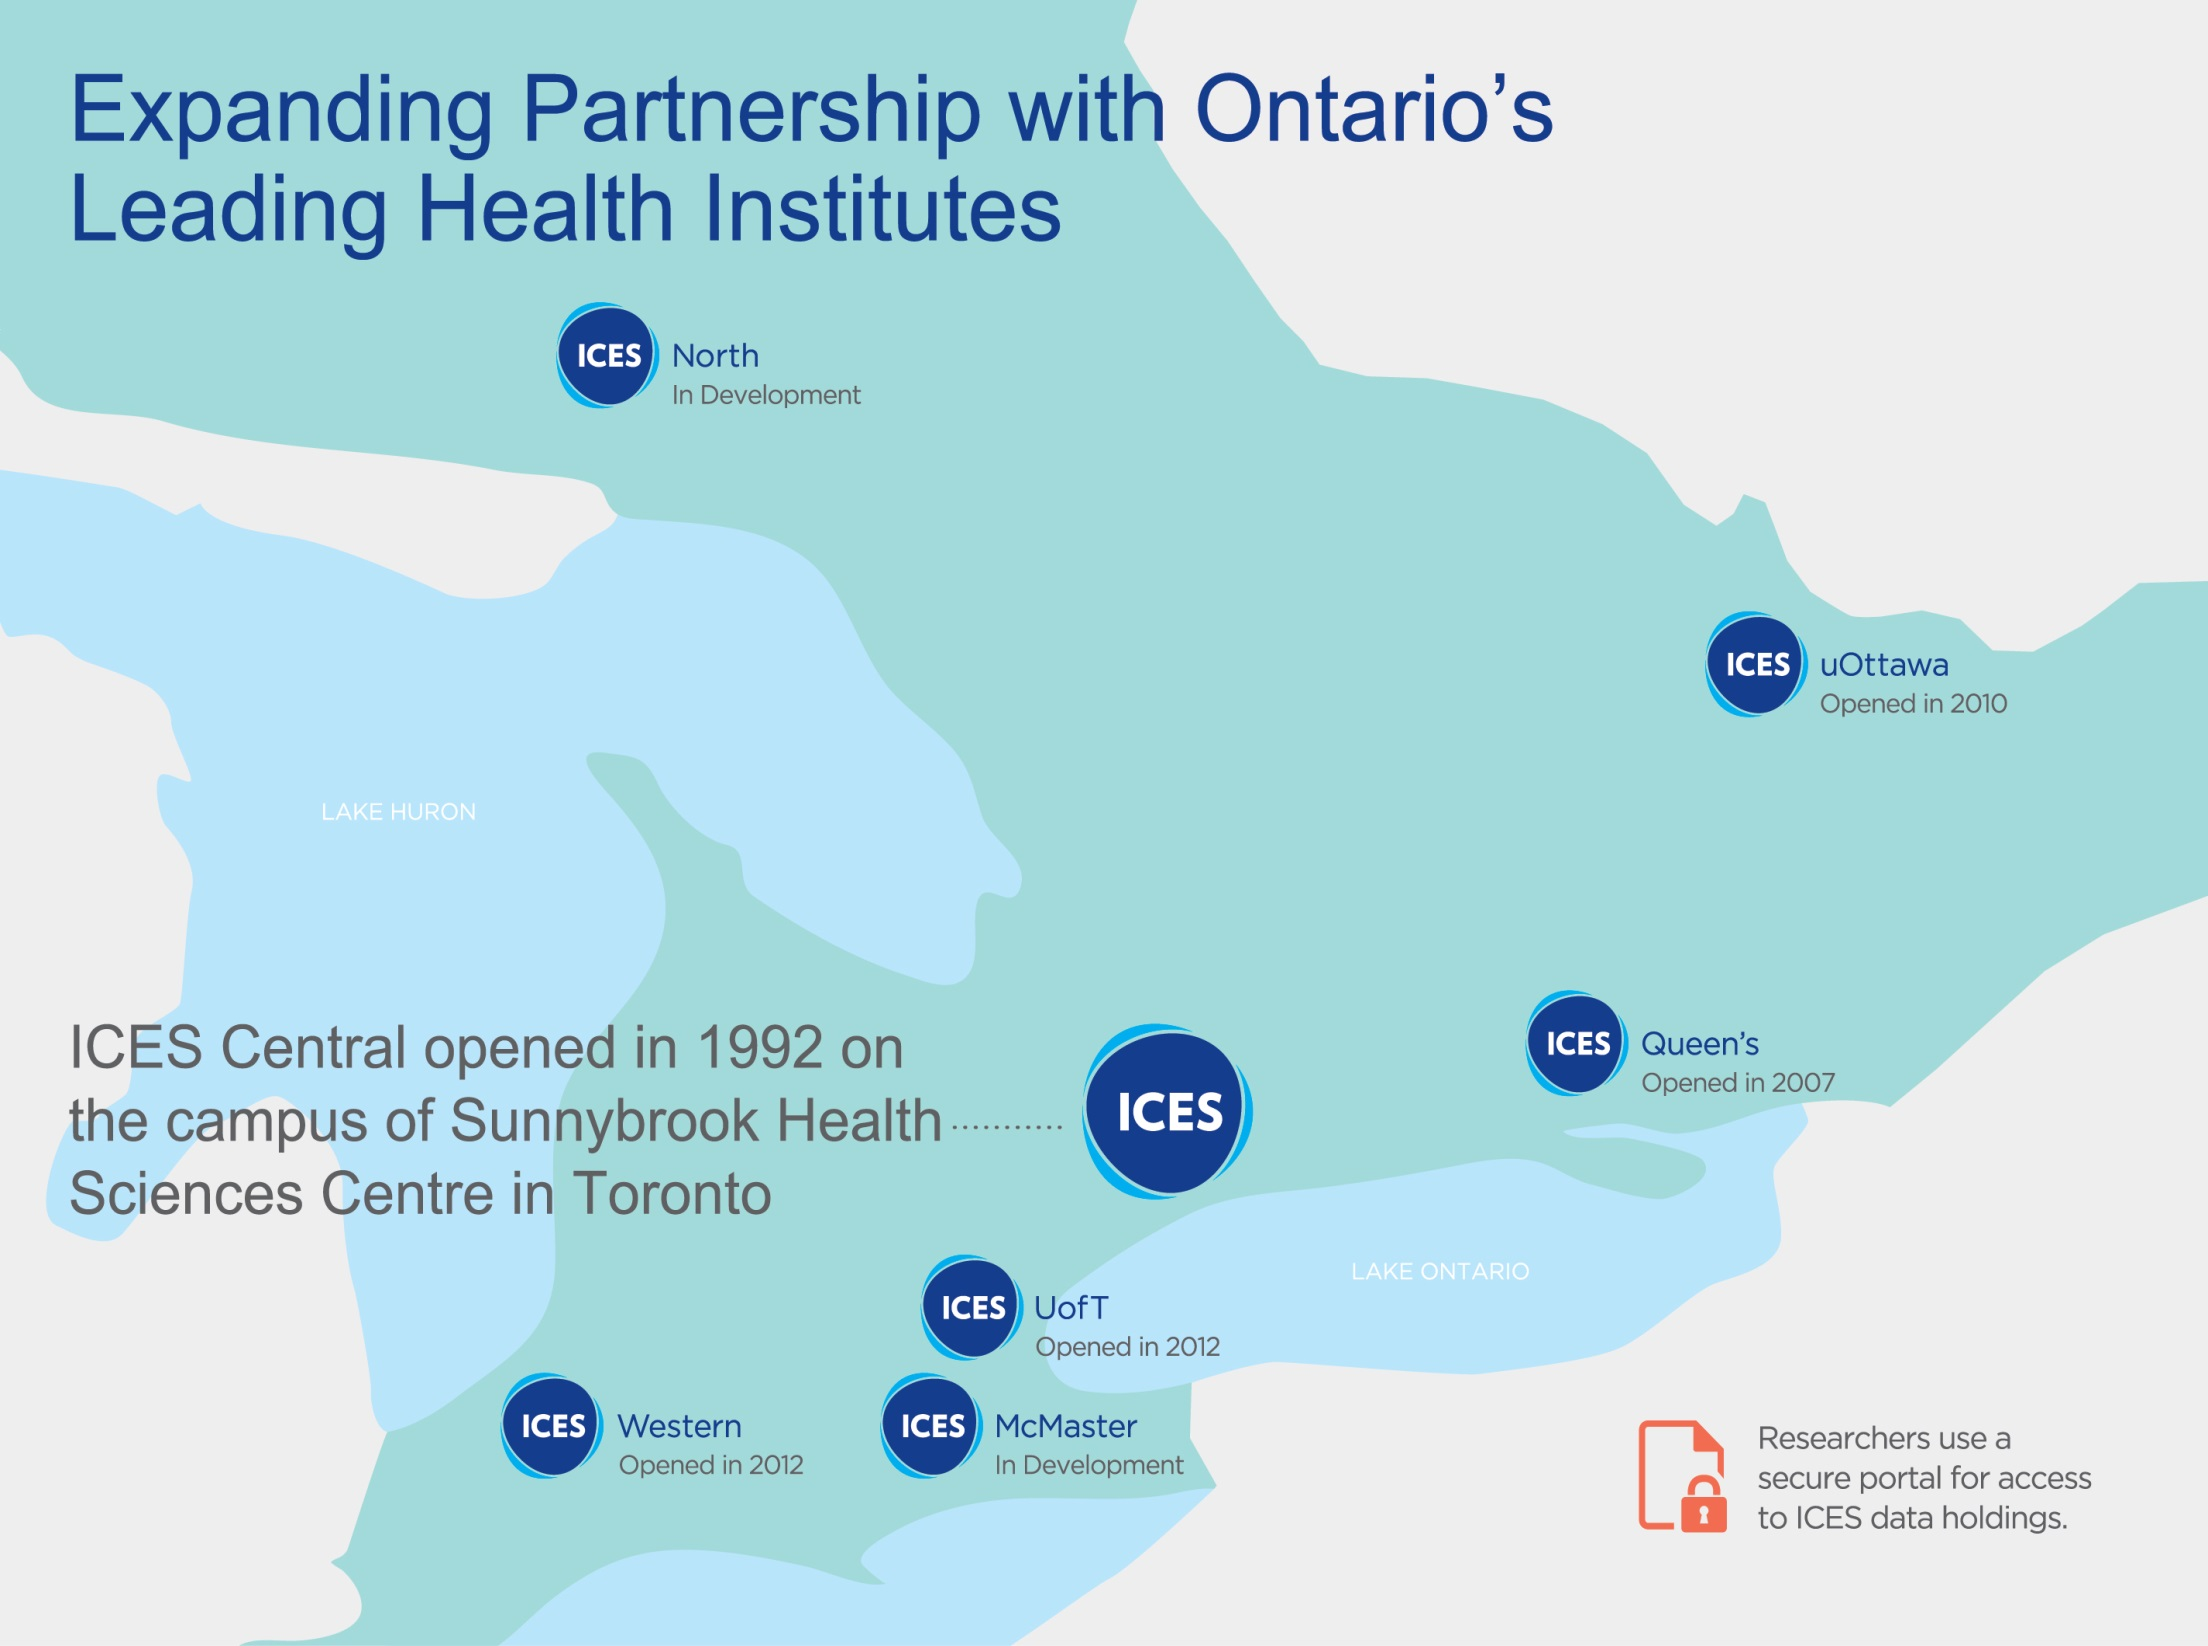 Expanding Partnership with Ontario’s
Leading Health Institutes
ICES
North
In Development
ICES
uOttawa
Opened in 2010
LAKE HURON
ICES
Queen’s
Opened in 2007
ICES Central opened in 1992 on
the campus of Sunnybrook Health
Sciences Centre in Toronto
ICES
LAKE ONTARIO
ICES
UofT
Opened in 2012
ICES
Western
Opened in 2012
ICES
McMaster
In Development
Researchers use a
secure portal for access
to ICES data holdings.